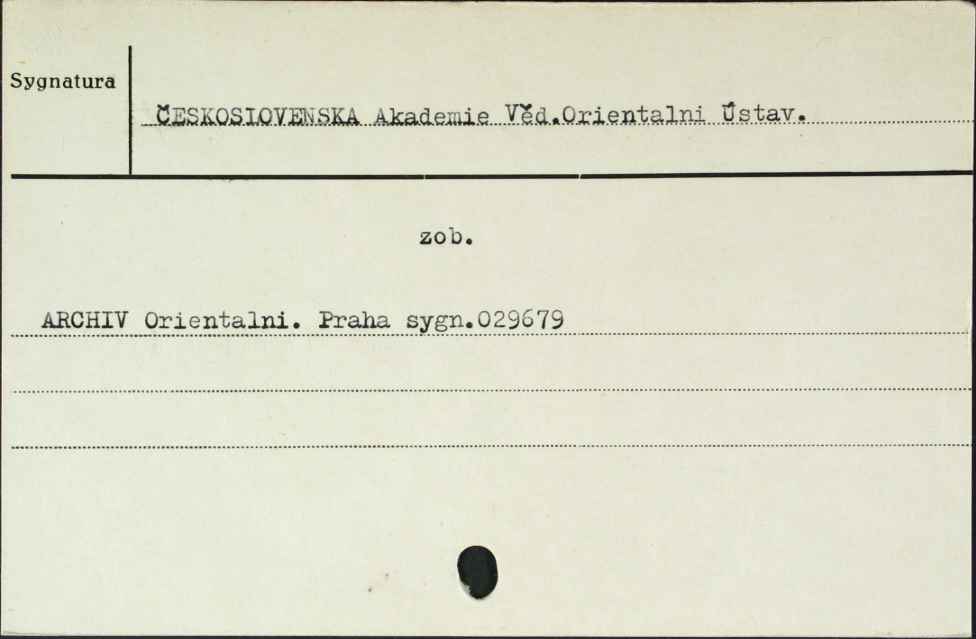 Sygnatura
ČESKOSLOVENSKA Akademie Věd.Orientalni Ústav.
zob.
ARCHIV Orientalni. Praha sygn.029679